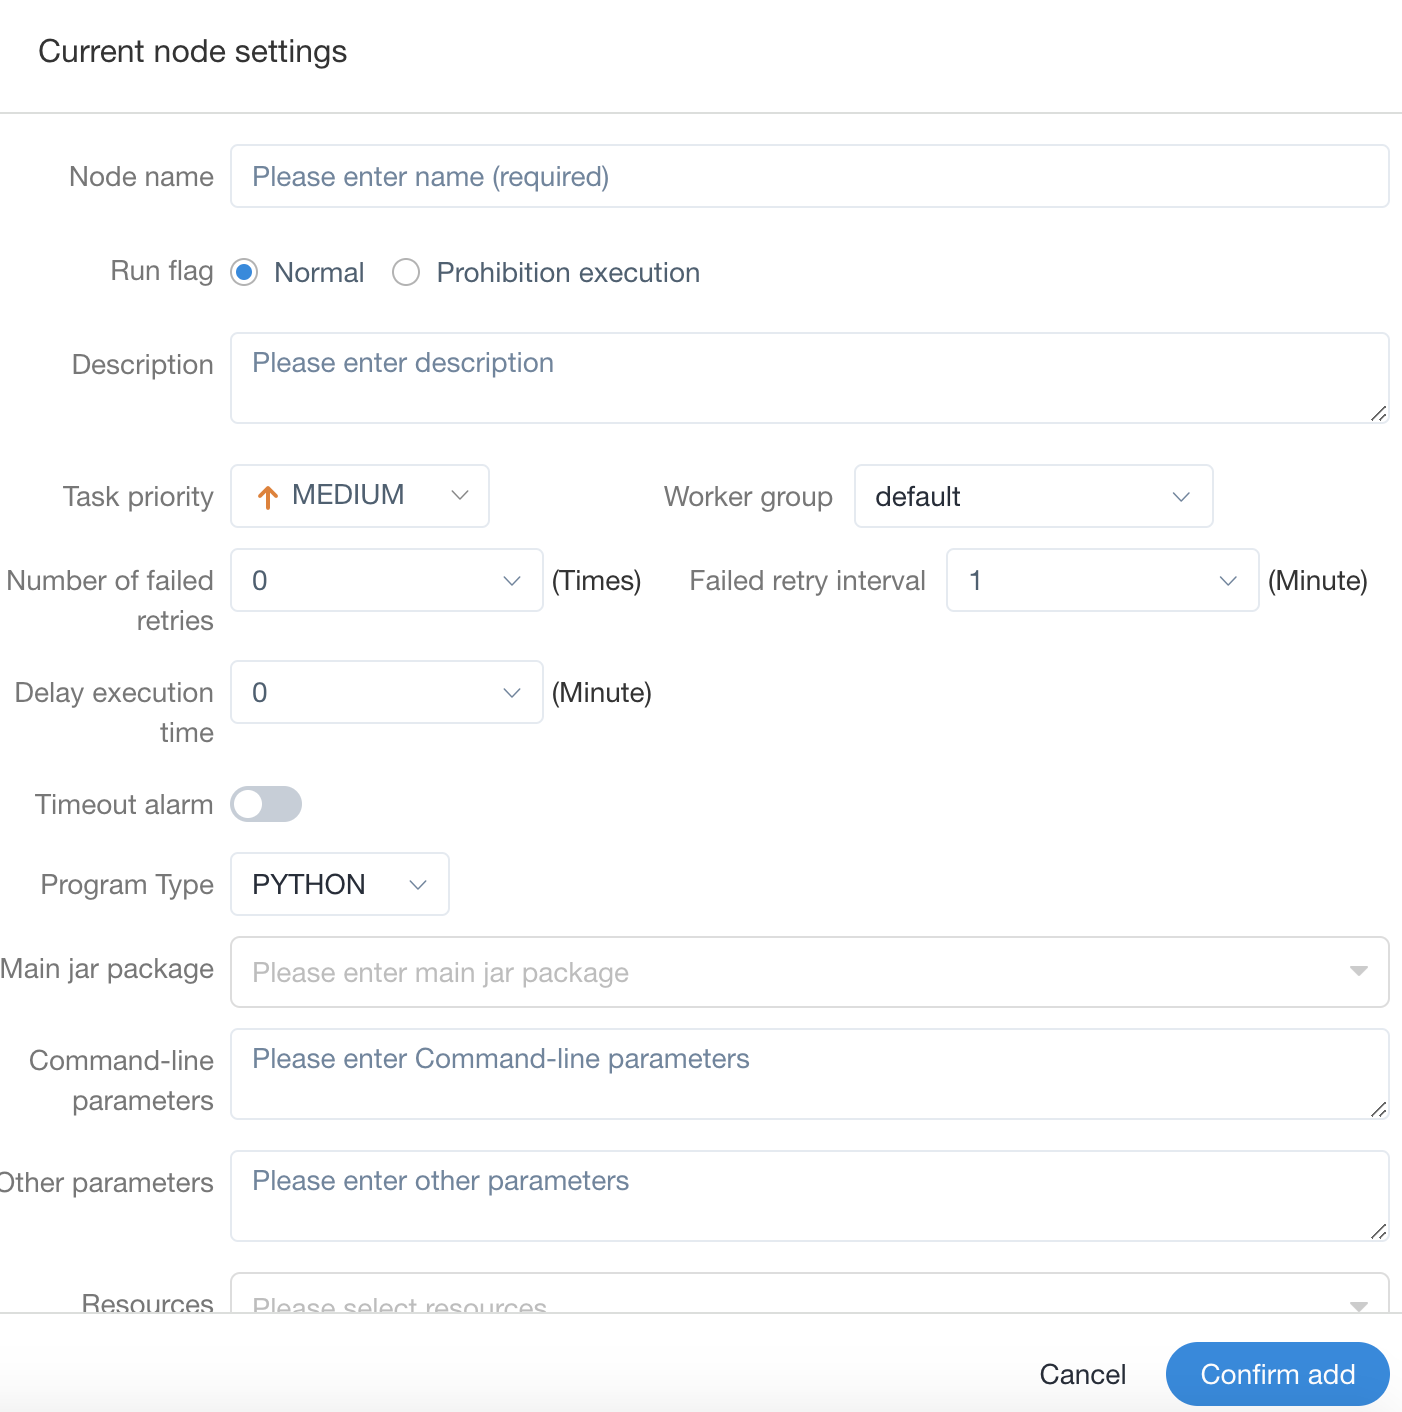 Current node settings
Node name Please enter name (required)
Run flag Normal Prohibition execution
Description Please enter description
Task priority MEDIUM Worker group default
Number of failed retries 0 (Times) Failed retry interval 1 (Minute)
Delay execution time 0 (Minute)
Timeout alarm
Program Type PYTHON
Main jar package Please enter main jar package
Command-line parameters Please enter Command-line parameters
Other parameters Please enter other parameters
Resources Please select resources
Cancel Confirm add